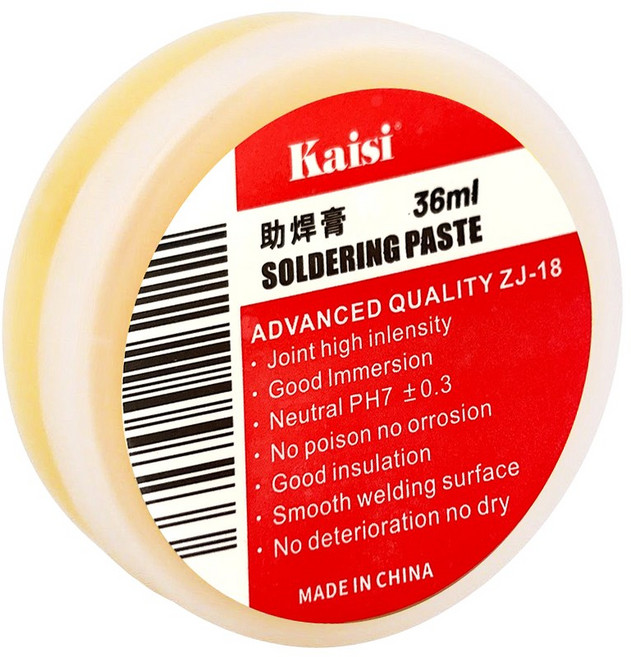 Kaisi®
助焊膏 36ml
SOLDERING PASTE
ADVANCED QUALITY ZJ-18
· Joint high inlensity
· Good Immersion
· Neutral PH7 ±0.3
· No poison no orrosion
· Good insulation
· Smooth welding surface
· No deterioration no dry
MADE IN CHINA